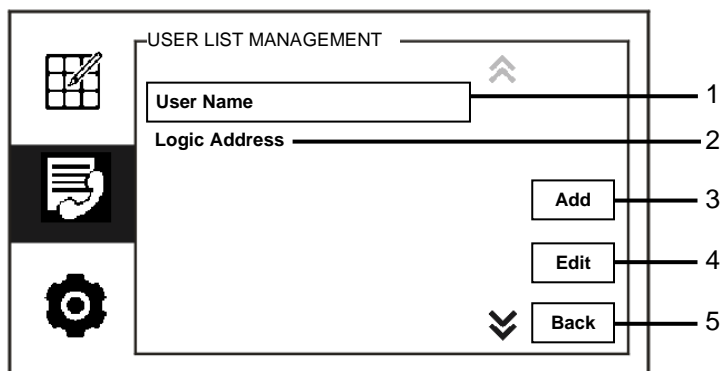 USER LIST MANAGEMENT
User Name
1
Logic Address
2
Add
3
Edit
4
Back
5